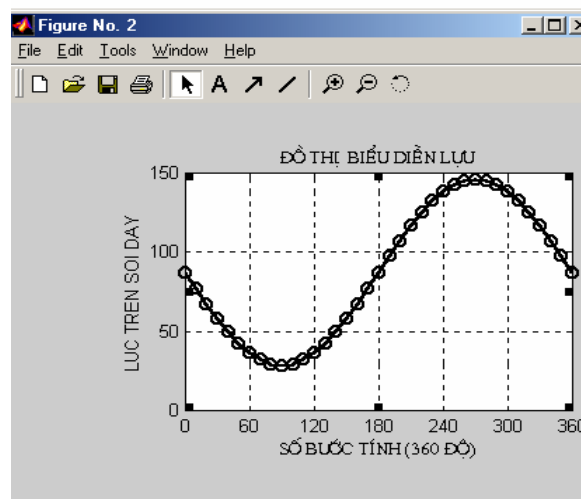 Figure No. 2
File Edit Tools Window Help
A
ĐỒ THỊ BIỂU DIỄN LỰU
150
100
50
0
LUC TREN SOI DAY
0 60 120 180 240 300 360
SỐ BƯỚC TÍNH (360 ĐỘ)